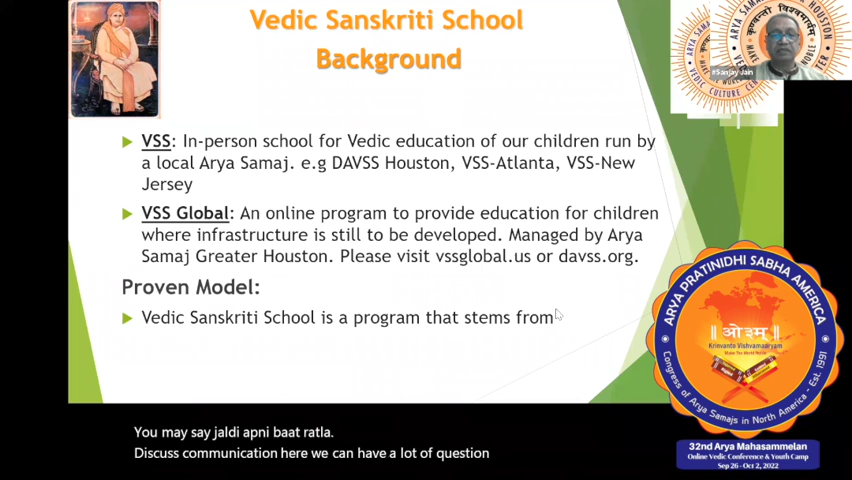 Vedic Sanskriti School
Background
#Sanjay Jain
VSS: In-person school for Vedic education of our children run by
a local Arya Samaj. e.g DAVSS Houston, VSS-Atlanta, VSS-New
Jersey
VSS Global: An online program to provide education for children
where infrastructure is still to be developed. Managed by Arya
Samaj Greater Houston. Please visit vssglobal.us or davss.org.
Proven Model:
Vedic Sanskriti School is a program that stems from
ARYA PRATINIDHI SABHA AMERICA
॥ ओ३म् ॥
Krinvanto Vishvamaaryam
Make The World Noble
Congress of Arya Samajs in North America - Est. 1991
32nd Arya Mahasammelan
Online Vedic Conference & Youth Camp
Sep 26 - Oct 2, 2022
You may say jaldi apni baat ratla.
Discuss communication here we can have a lot of question